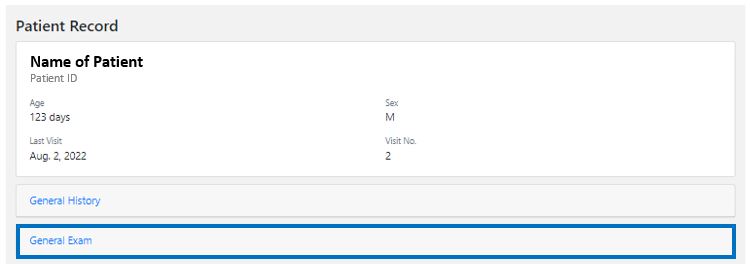 Patient Record
Name of Patient
Patient ID
Age
Sex
123 days
M
Last Visit
Visit No.
Aug. 2, 2022
2
General History
General Exam